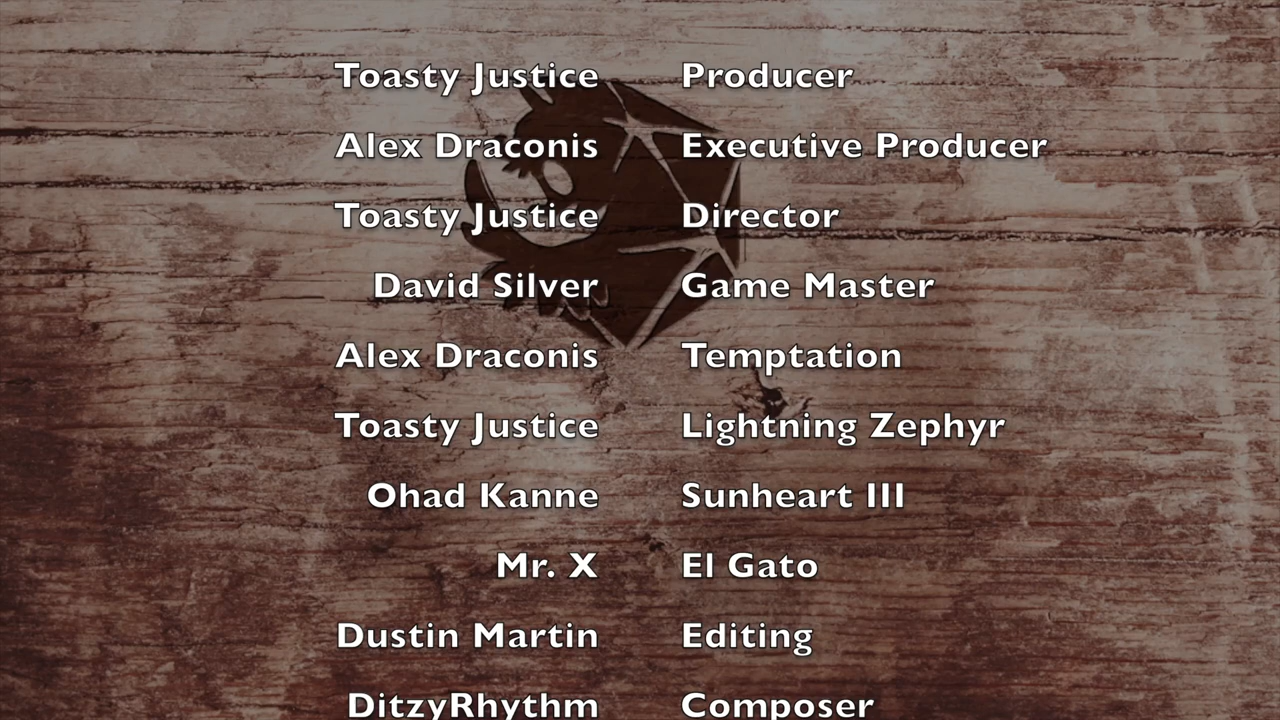 Toasty Justice Producer
Alex Draconis Executive Producer
Toasty Justice Director
David Silver Game Master
Alex Draconis Temptation
Toasty Justice Lightning Zephyr
Ohad Kanne Sunheart III
Mr. X El Gato
Dustin Martin Editing
DitzyRhythm Composer